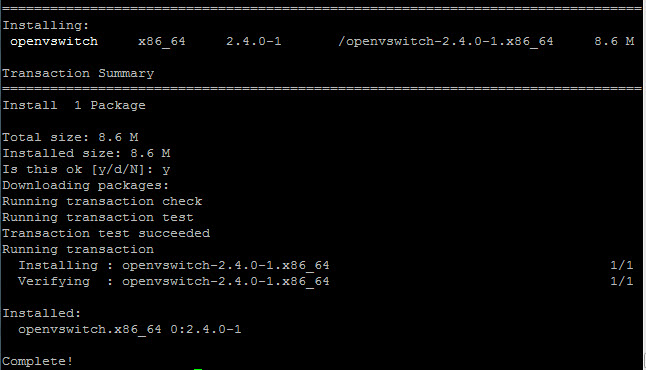 ================================================================================
Installing:
 openvswitch     x86_64     2.4.0-1       /openvswitch-2.4.0-1.x86_64     8.6 M

Transaction Summary
================================================================================
Install  1 Package

Total size: 8.6 M
Installed size: 8.6 M
Is this ok [y/d/N]: y
Downloading packages:
Running transaction check
Running transaction test
Transaction test succeeded
Running transaction
  Installing : openvswitch-2.4.0-1.x86_64                                   1/1
  Verifying  : openvswitch-2.4.0-1.x86_64                                   1/1

Installed:
  openvswitch.x86_64 0:2.4.0-1

Complete!